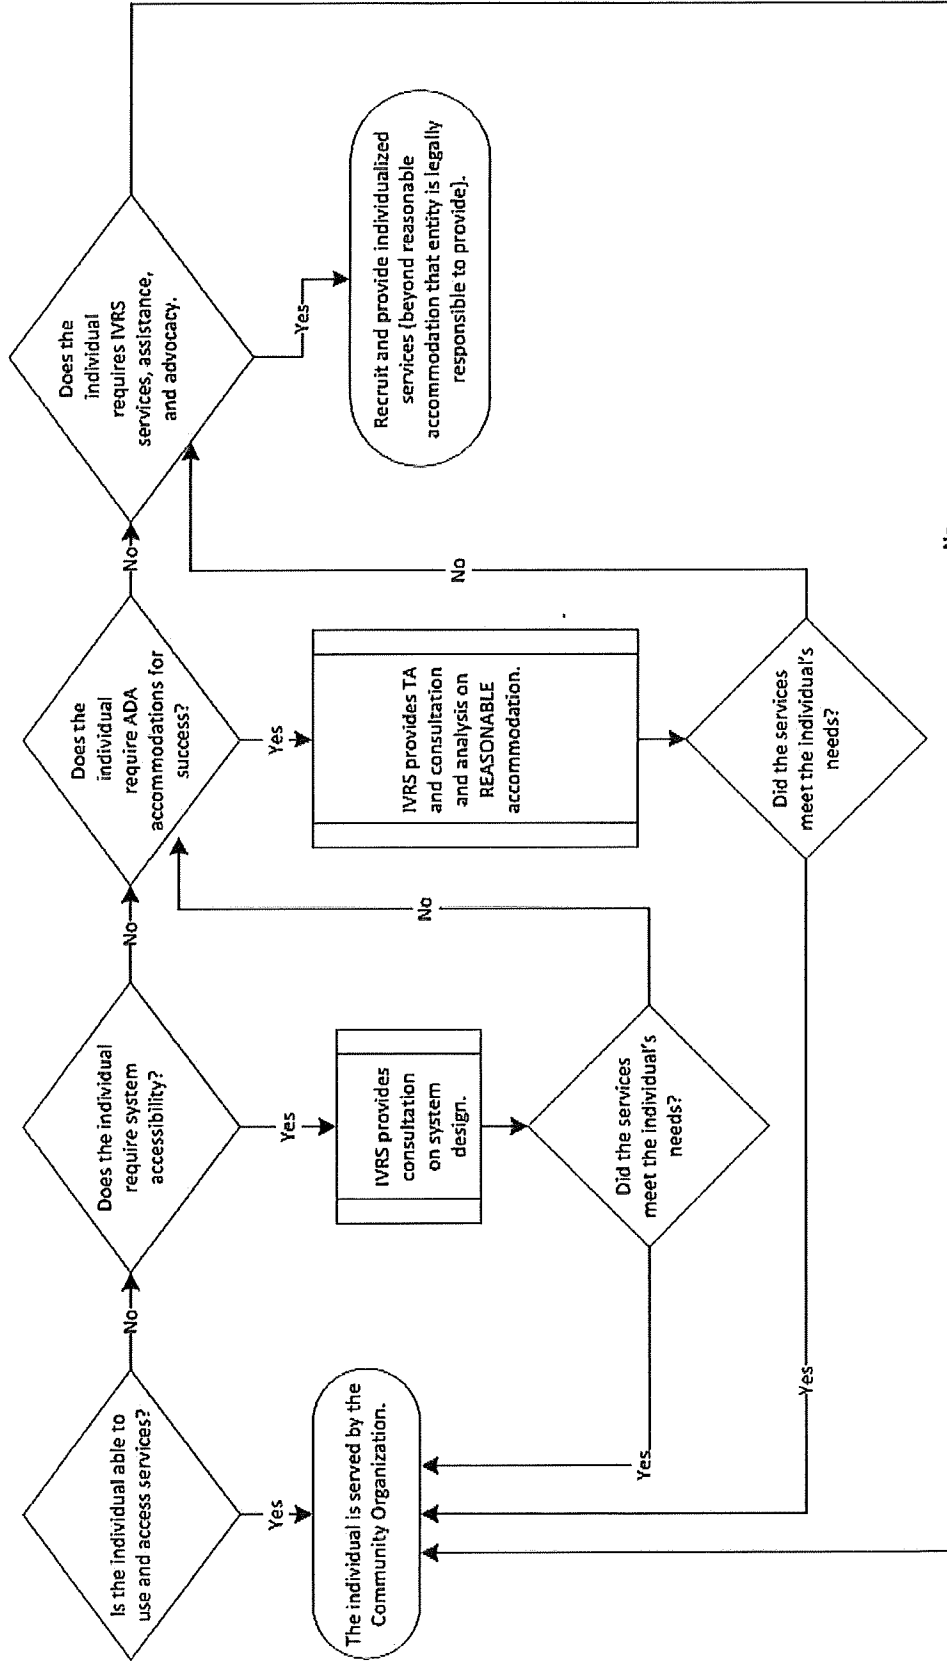 Is the individual able to
use and access services?
No
Yes
The individual is served by the
Community Organization.
Does the individual
require system
accessibility?
No
Yes
IVRS provides
consultation
on system
design.
Did the services
meet the individual's
needs?
Yes
No
Does the
individual
require ADA
accommodations for
success?
No
Yes
IVRS provides TA
and consultation
and analysis on
REASONABLE
accommodation.
Did the services
meet the individual's
needs?
Yes
No
Does the
individual
requires IVRS
services, assistance,
and advocacy.
Yes
Recruit and provide individualized
services (beyond reasonable
accommodation that entity is legally
responsible to provide).
No